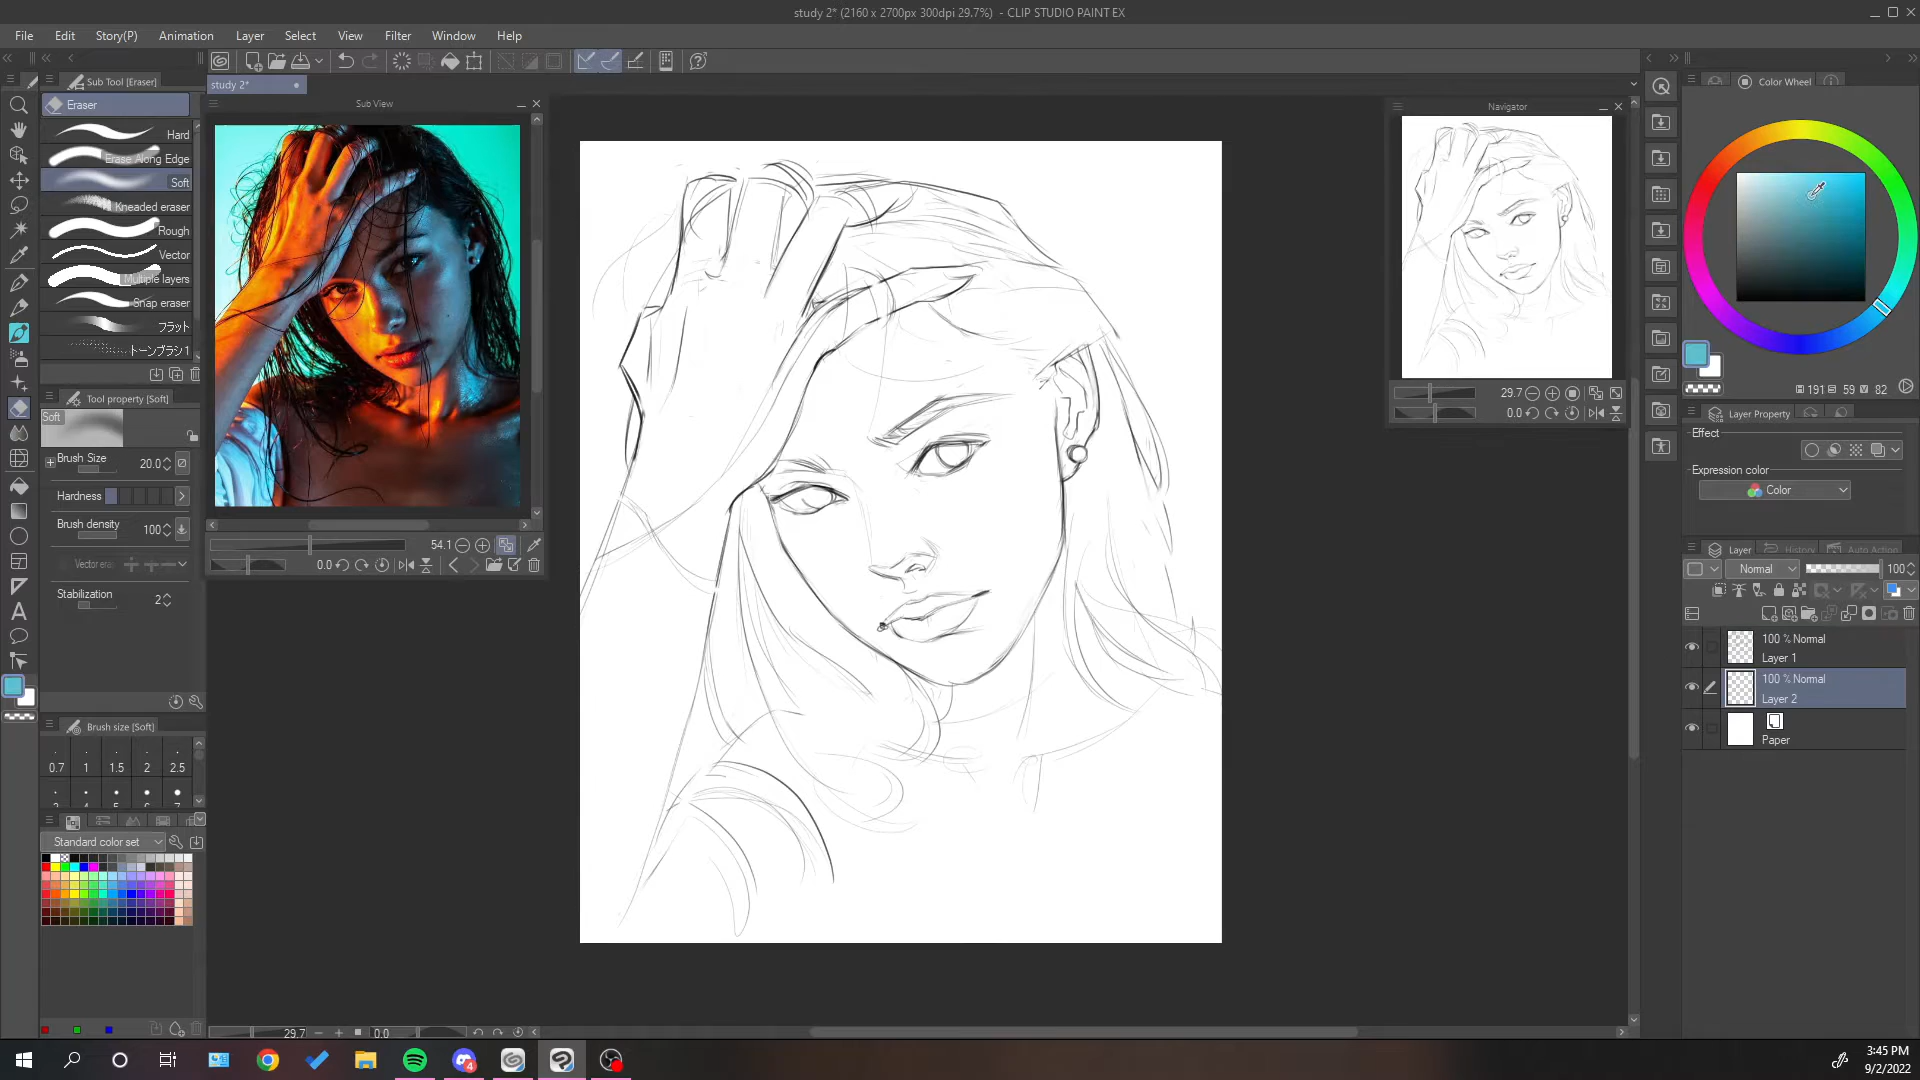 study 2* (2160 x 2700px 300dpi 29.7%) - CLIP STUDIO PAINT EX
File Edit Story(P) Animation Layer Select View Filter Window Help
Sub Tool [Eraser]
Eraser
Hard
Erase Along Edge
Soft
Kneaded eraser
Rough
Vector
Multiple layers
Snap eraser
フラット
トーンブラシ1
Tool property [Soft]
Soft
Brush Size 20.0
Hardness
Brush density 100
Vector era
Stabilization 2
Brush size [Soft]
0.7 1 1.5 2 2.5
Standard color set
study 2*
Sub View
54.1
0.0
29.7 0.0
Navigator
29.7
0.0
Color Wheel
H 191 S 59 V 82
Layer Property
Effect
Expression color
Color
Layer History Auto Action
Normal 100
100 % Normal
Layer 1
100 % Normal
Layer 2
Paper
4
3:45 PM
9/2/2022